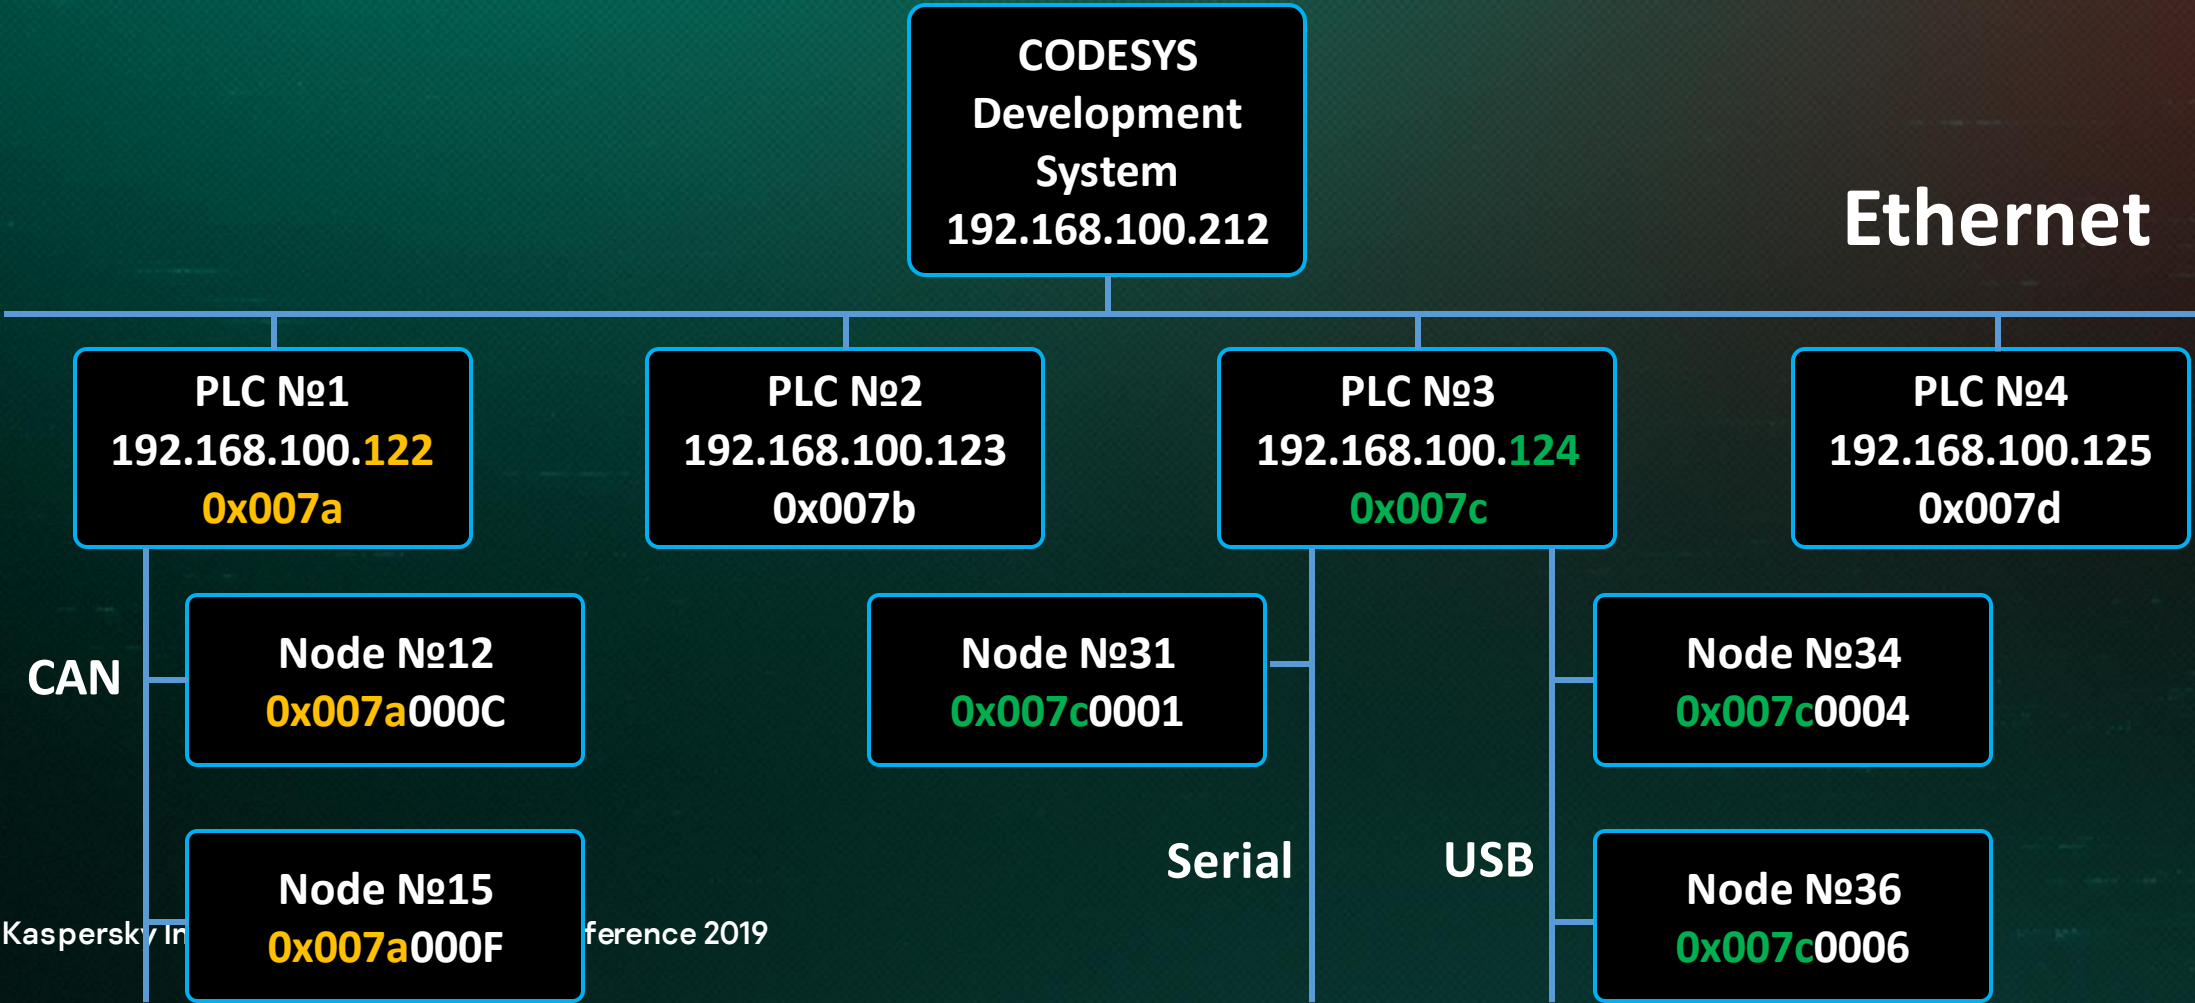 CODESYS
Development
System
192.168.100.212
Ethernet
PLC №1
192.168.100.122
0x007a
PLC №2
192.168.100.123
0x007b
PLC №3
192.168.100.124
0x007c
PLC №4
192.168.100.125
0x007d
CAN
Node №12
0x007a000C
Node №31
0x007c0001
Node №34
0x007c0004
Serial
USB
Node №15
0x007a000F
Node №36
0x007c0006
Kaspersky In ference 2019